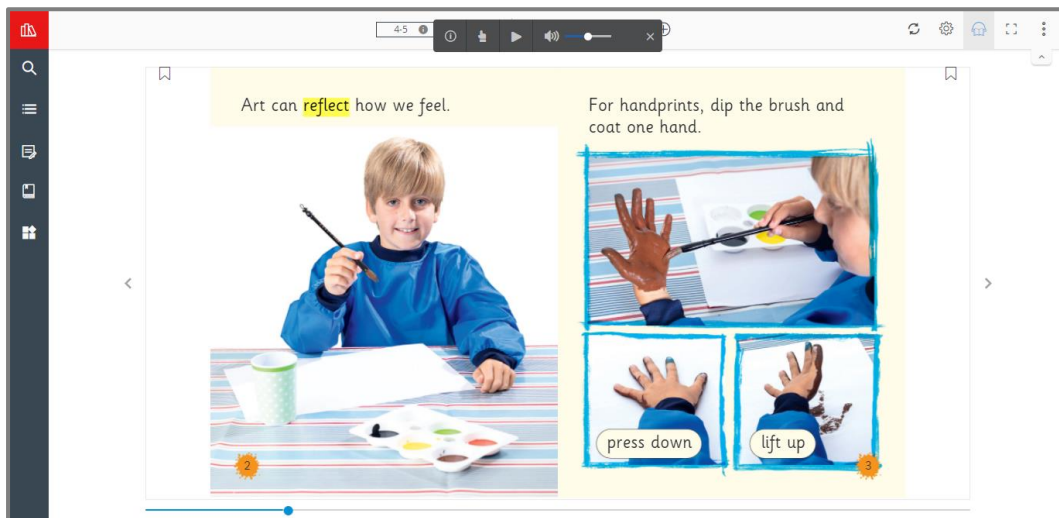 4-5
Art can reflect how we feel.
For handprints, dip the brush and
coat one hand.
press down
lift up
2
3